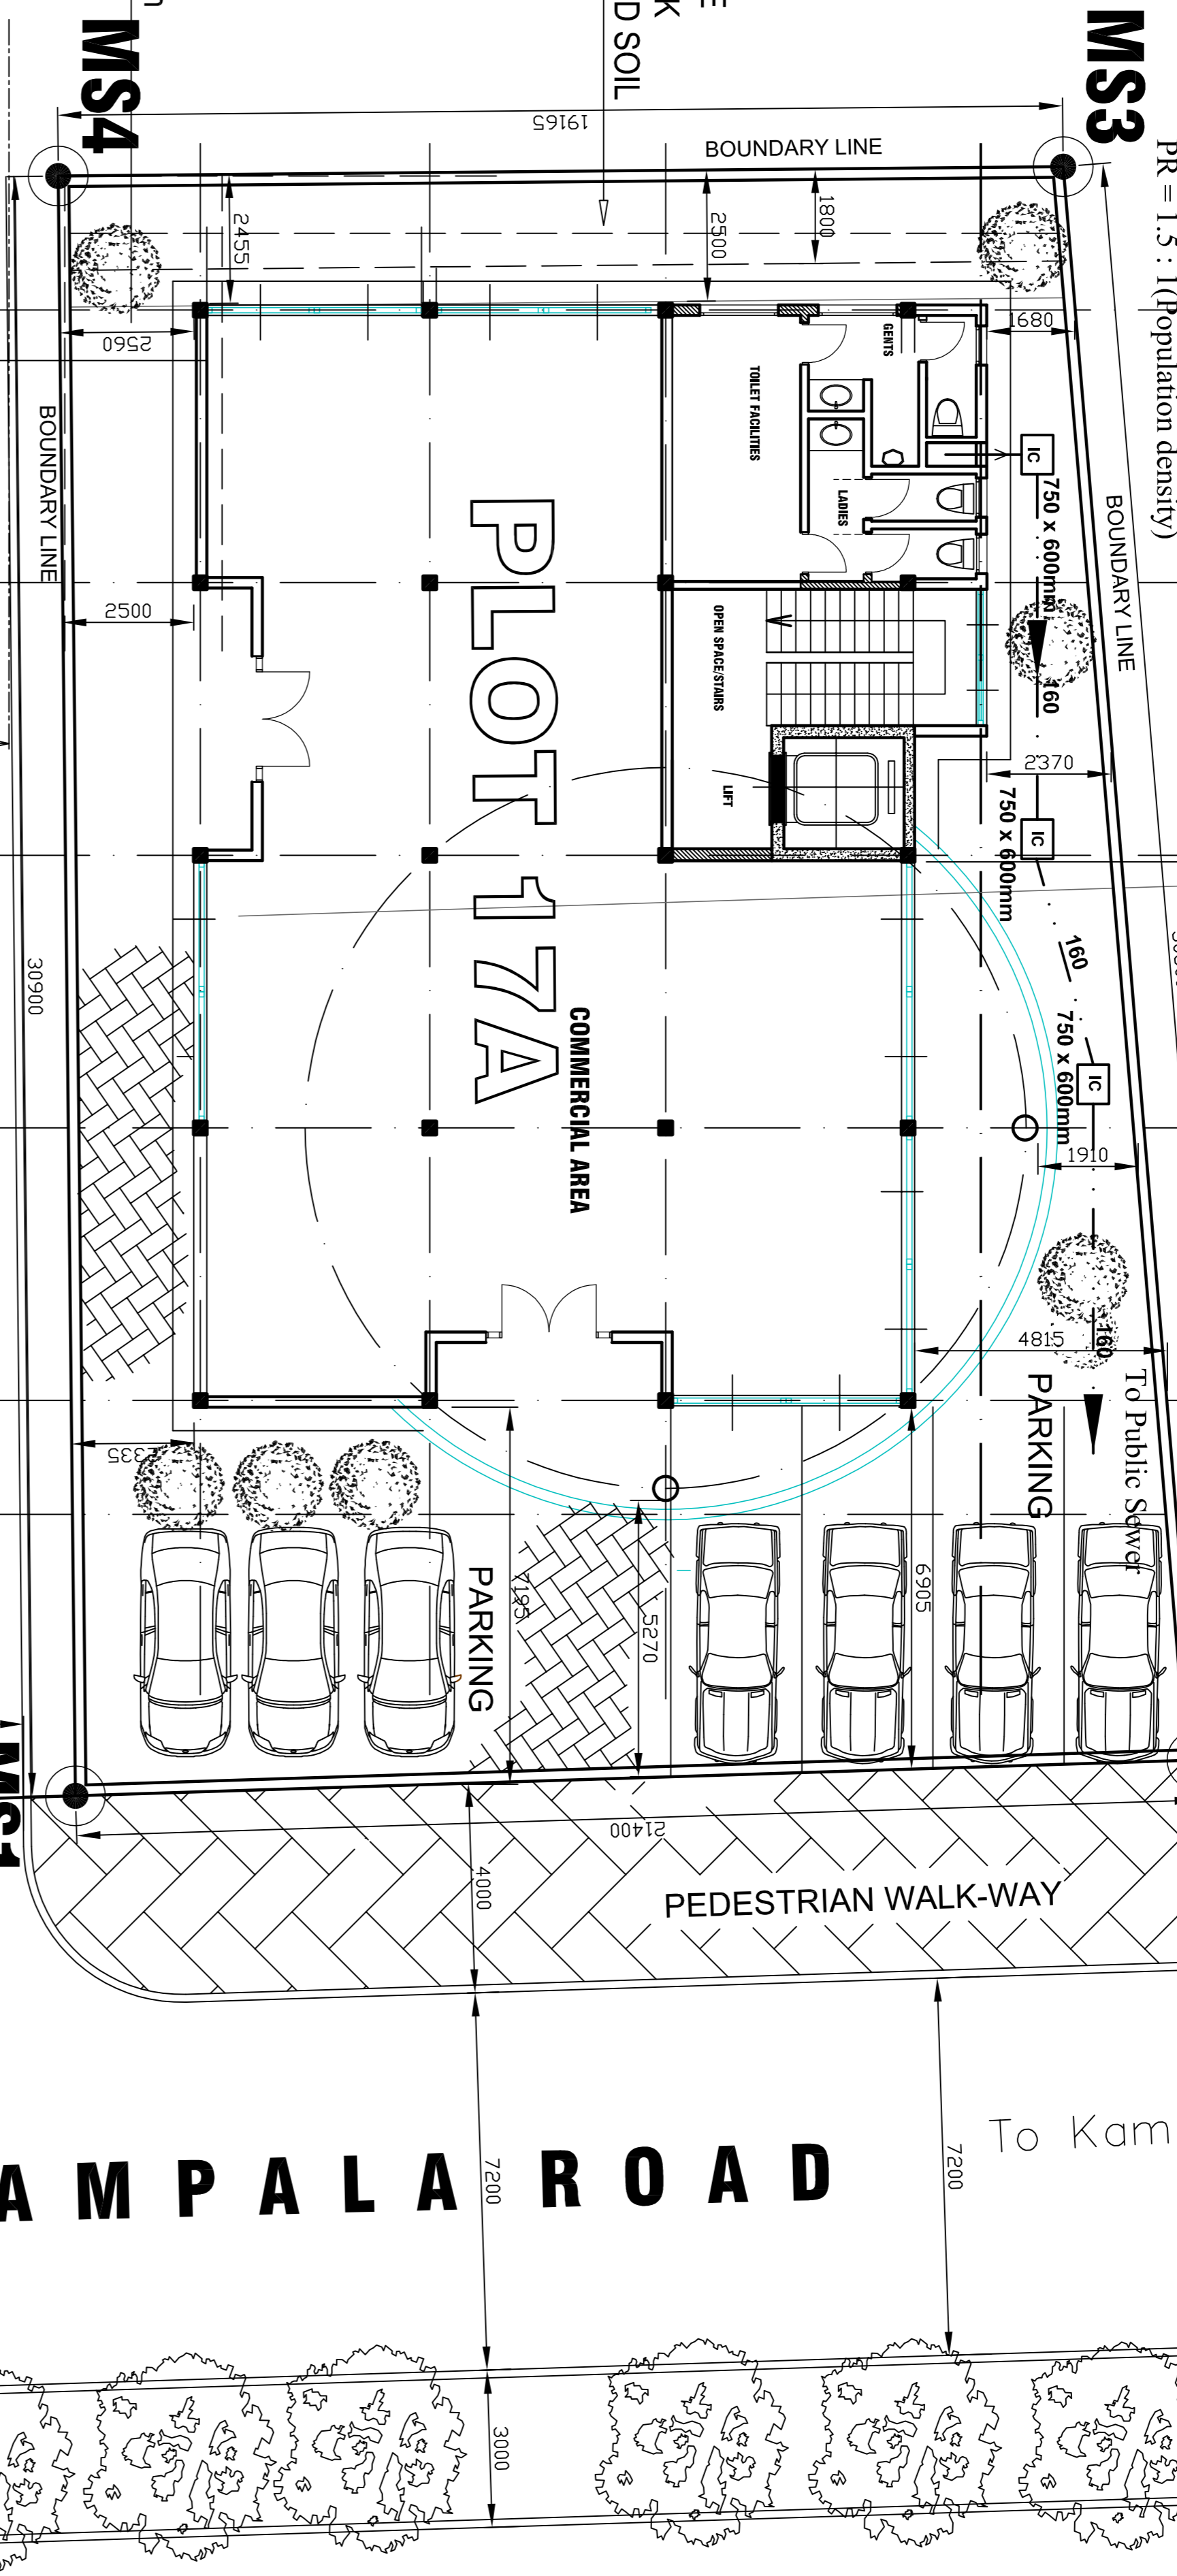 E
K
D SOIL
MS4
MS3
PR = 1.5 : 1(Population density)
19165
BOUNDARY LINE
2455
2500
1800
1680
2560
BOUNDARY LINE
BOUNDARY LINE
GENTS
TOILET FACILITIES
LADIES
IC
750 x 600mm
160
2500
OPEN SPACE/STAIRS
LIFT
2370
IC
750 x 600mm
160
PLOT 17A
COMMERCIAL AREA
30900
IC
750 x 600mm
1910
160
4815
To Public Sewer
PARKING
2335
PARKING
7195
5270
6905
MS1
21400
4000
PEDESTRIAN WALK-WAY
7200
7200
To Kam
AMPALA ROAD
3000